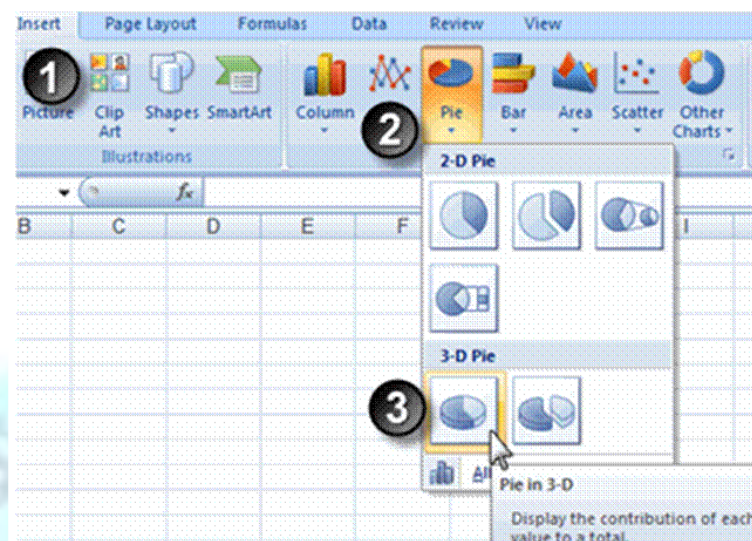 Insert Page Layout Formulas Data Review View
1
Picture Clip Art Shapes SmartArt Column Pie Bar Area Scatter Other Charts
2
Illustrations
2-D Pie
fx
B C D E F I
3-D Pie
3
Pie in 3-D
Display the contribution of each
value to a total.